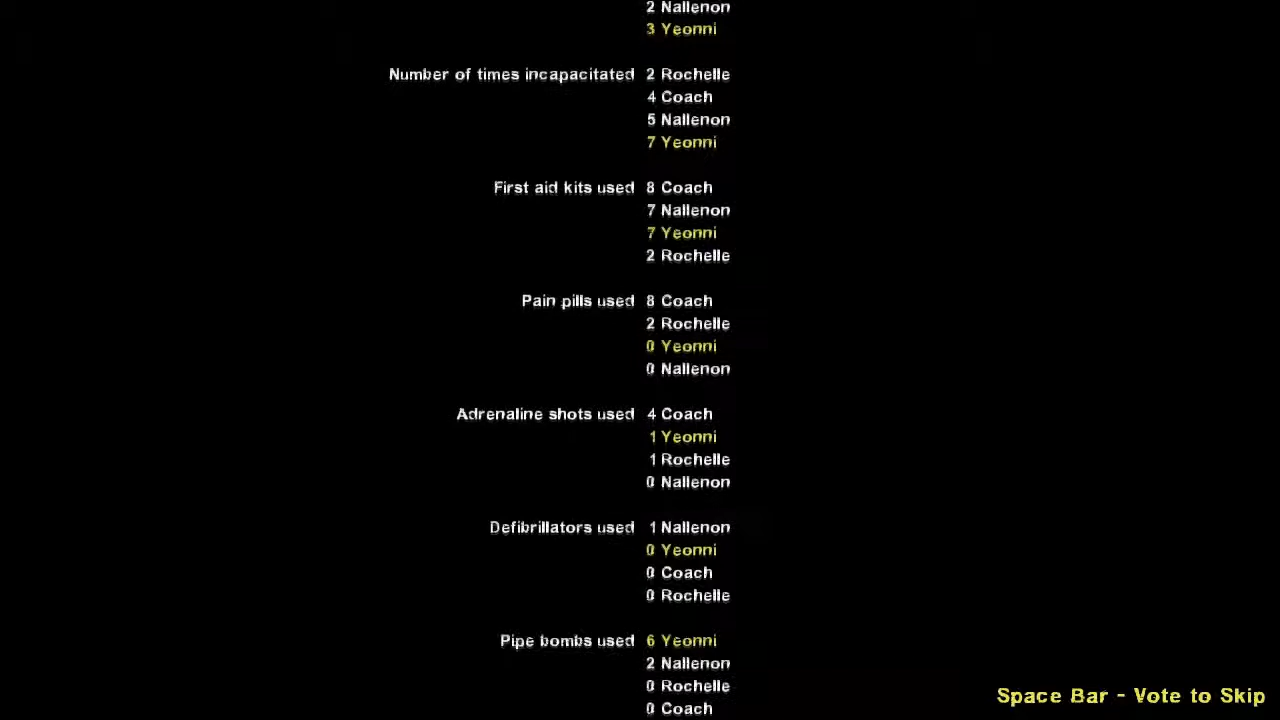 2 Nallenon
3 Yeonni
Number of times incapacitated 2 Rochelle
4 Coach
5 Nallenon
7 Yeonni
First aid kits used 8 Coach
7 Nallenon
7 Yeonni
2 Rochelle
Pain pills used 8 Coach
2 Rochelle
0 Yeonni
0 Nallenon
Adrenaline shots used 4 Coach
1 Yeonni
1 Rochelle
0 Nallenon
Defibrillators used 1 Nallenon
0 Yeonni
0 Coach
0 Rochelle
Pipe bombs used 6 Yeonni
2 Nallenon
0 Rochelle
0 Coach
Space Bar - Vote to Skip